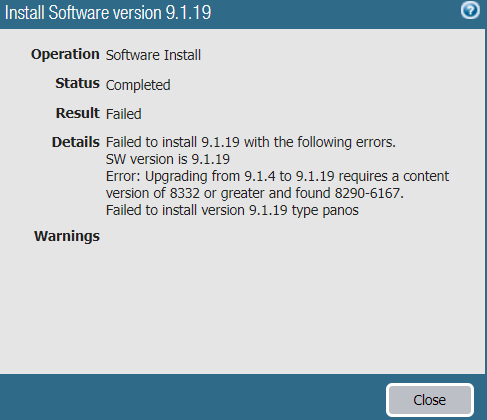 Install Software version 9.1.19
?
Operation Software Install
Status Completed
Result Failed
Details Failed to install 9.1.19 with the following errors.
SW version is 9.1.19
Error: Upgrading from 9.1.4 to 9.1.19 requires a content
version of 8332 or greater and found 8290-6167.
Failed to install version 9.1.19 type panos
Warnings
Close